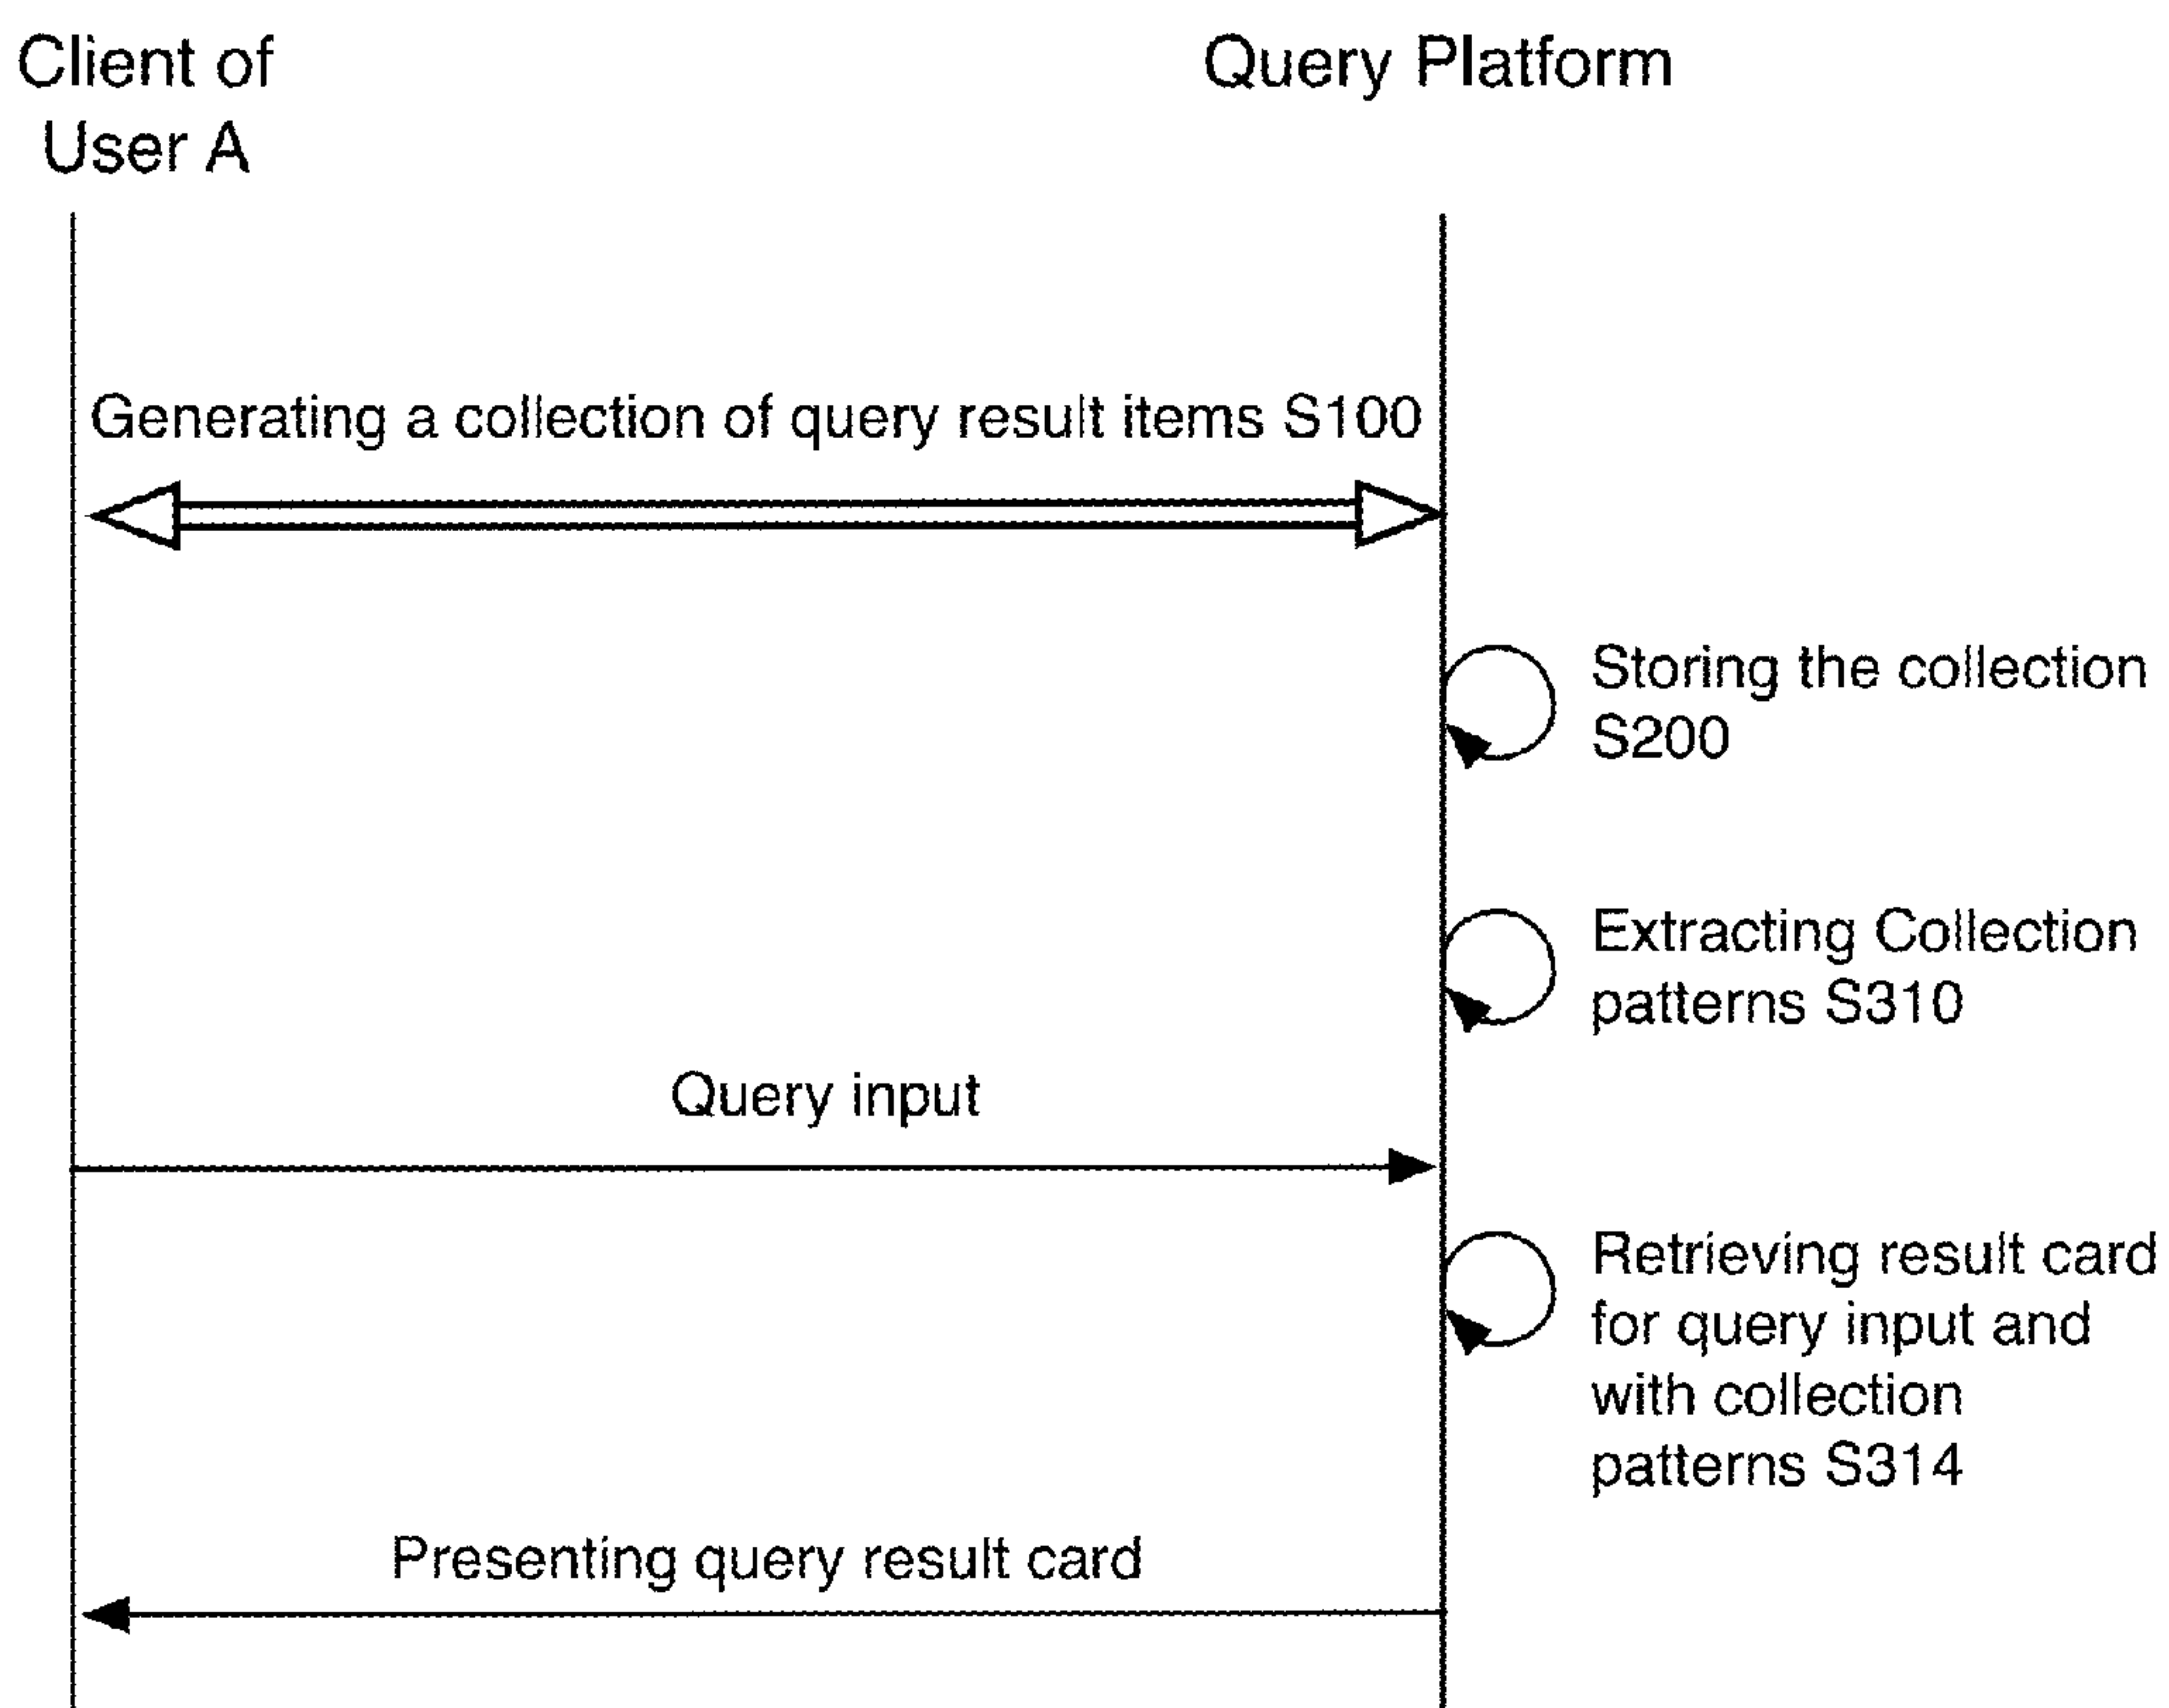 Client of
User A
Query Platform
Generating a collection of query result items S100
Storing the collection
S200
Extracting Collection
patterns S310
Query input
Retrieving result card
for query input and
with collection
patterns S314
Presenting query result card